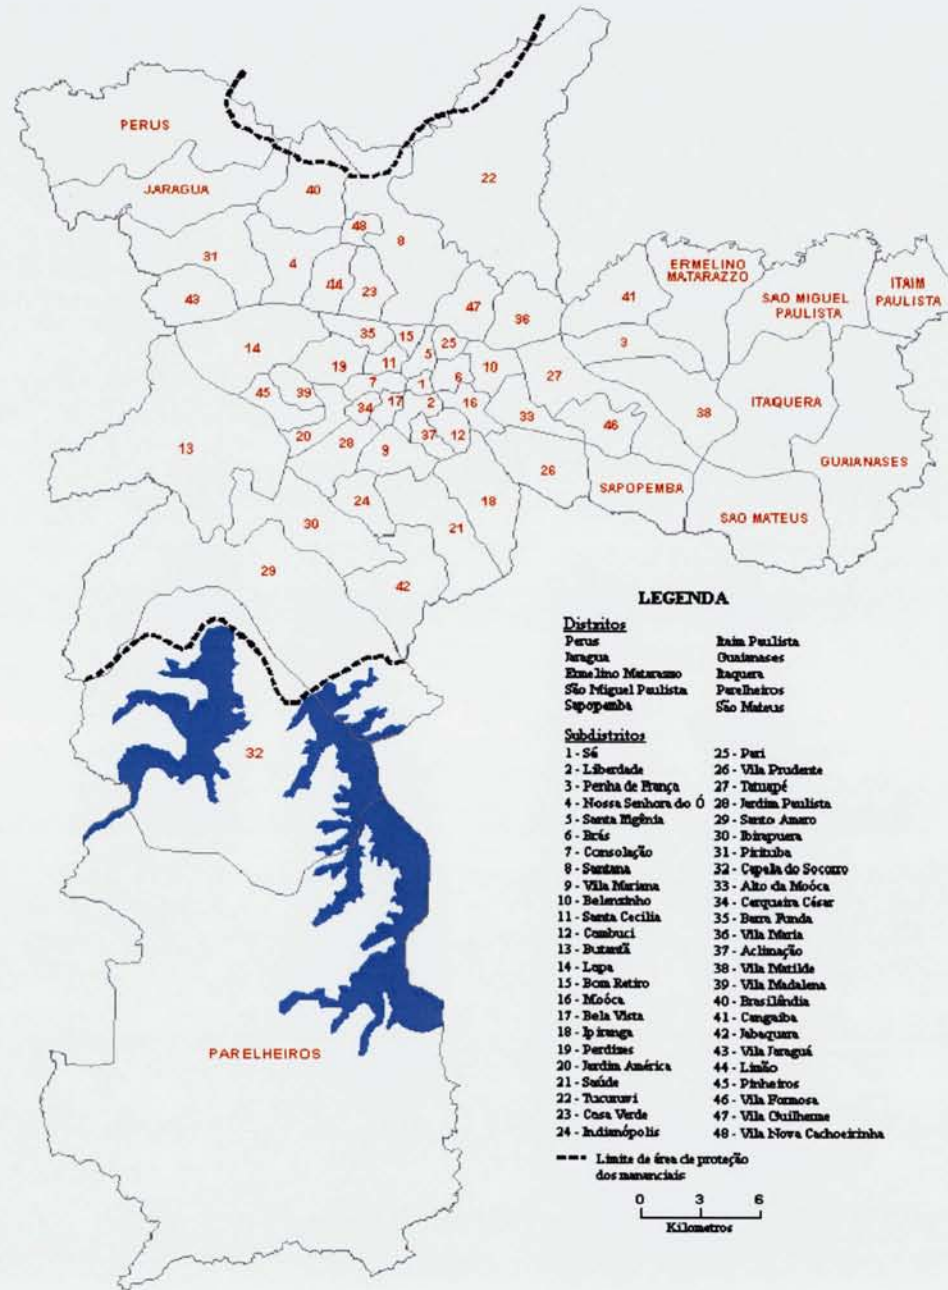 PERUS
JARAGUA
40
22
48
8
31
4
44
23
43
47
36
41
ERMELINO
MATARAZZO
SAO MIGUEL
PAULISTA
ITAIM
PAULISTA
35
15
25
3
14
19
11
5
10
27
7
1
6
45
39
34
17
2
16
33
46
38
ITAQUERA
13
20
28
9
37
12
26
SAPOPEMBA
GUAIANASES
24
18
SAO MATEUS
30
21
29
42
32
PARELHEIROS
LEGENDA
Distritos
Perus
Jaragua
Ermelino Matarazzo
São Miguel Paulista
Sapopemba
Itaim Paulista
Guaianases
Itaquera
Parelheiros
São Mateus
Subdistritos
1 - Sé
2 - Liberdade
3 - Penha de França
4 - Nossa Senhora do Ó
5 - Santa Efigênia
6 - Brás
7 - Consolação
8 - Santana
9 - Vila Mariana
10 - Belenzinho
11 - Santa Cecilia
12 - Cambuci
13 - Butantã
14 - Lapa
15 - Bom Retiro
16 - Moóca
17 - Bela Vista
18 - Ipiranga
19 - Perdizes
20 - Jardim América
21 - Saúde
22 - Tucuruvi
23 - Casa Verde
24 - Indianópolis
25 - Pari
26 - Vila Prudente
27 - Tatuapé
28 - Jardim Paulista
29 - Santo Amaro
30 - Ibirapuera
31 - Pirituba
32 - Capela do Socorro
33 - Alto da Moóca
34 - Cerqueira César
35 - Barra Funda
36 - Vila Maria
37 - Aclimação
38 - Vila Matilde
39 - Vila Madalena
40 - Brasilândia
41 - Cangaiba
42 - Jabaquara
43 - Vila Jaraguá
44 - Limão
45 - Pinheiros
46 - Vila Formosa
47 - Vila Guilherme
48 - Vila Nova Cachoeirinha
Limite de área de proteção
dos mananciais
0 3 6
Kilometros